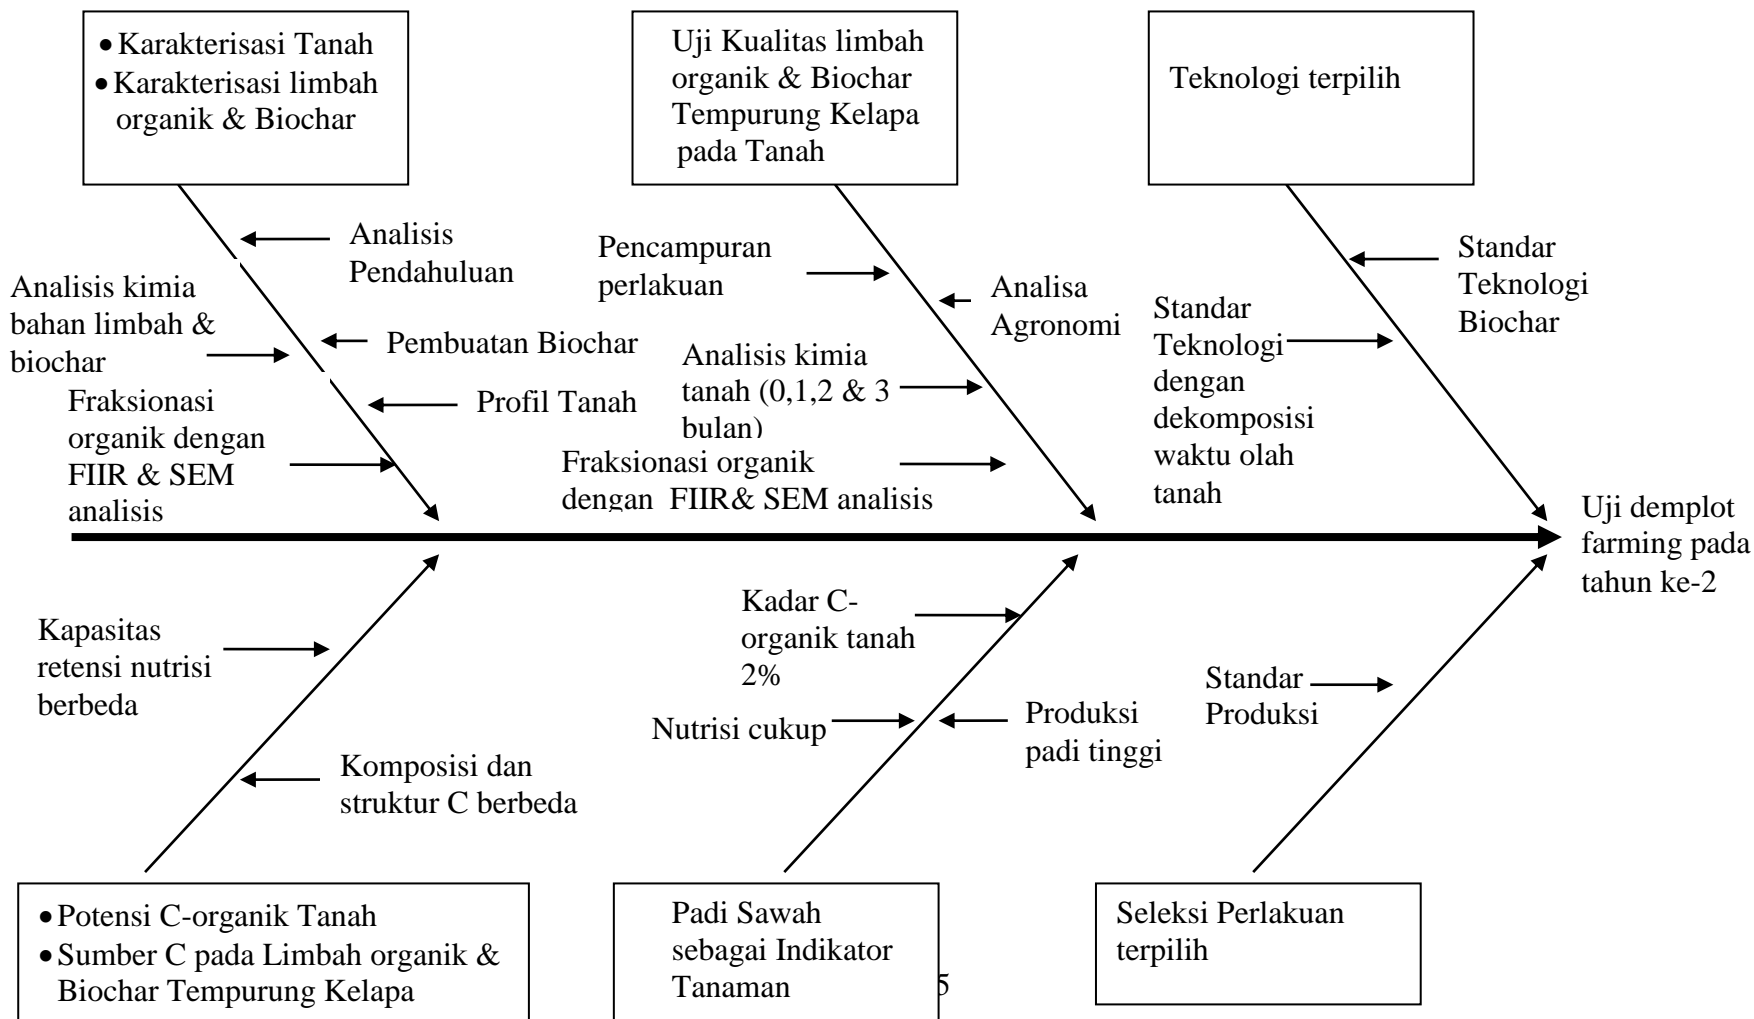 • Karakterisasi Tanah
• Karakterisasi limbah
organik & Biochar
Uji Kualitas limbah
organik & Biochar
Tempurung Kelapa
pada Tanah
Teknologi terpilih
Analisis
Pendahuluan
Analisis kimia
bahan limbah &
biochar
Pembuatan Biochar
Fraksionasi
organik dengan
FIIR & SEM
analisis
Profil Tanah
Pencampuran
perlakuan
Analisa
Agronomi
Analisis kimia
tanah (0,1,2 & 3
bulan)
Fraksionasi organik
dengan FIIR& SEM analisis
Standar
Teknologi
Biochar
Standar
Teknologi
dengan
dekomposisi
waktu olah
tanah
Uji demplot
farming pada
tahun ke-2
Kapasitas
retensi nutrisi
berbeda
Komposisi dan
struktur C berbeda
Kadar C-
organik tanah
2%
Nutrisi cukup
Produksi
padi tinggi
Standar
Produksi
• Potensi C-organik Tanah
• Sumber C pada Limbah organik &
Biochar Tempurung Kelapa
Padi Sawah
sebagai Indikator
Tanaman
5
Seleksi Perlakuan
terpilih